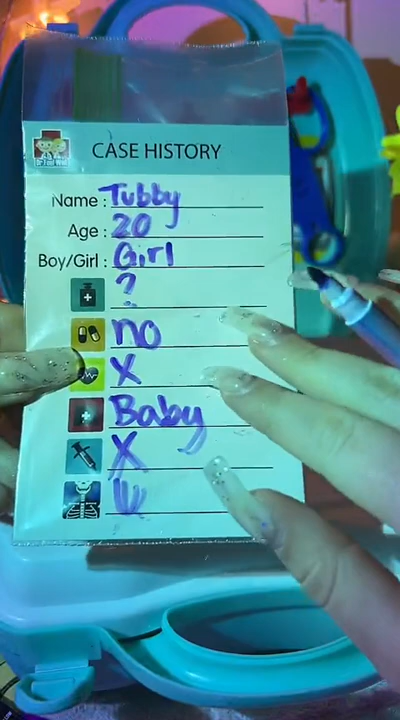 CASE HISTORY
Name : Tubby
Age : 20
Boy/Girl : Girl
?
no
X
Baby
X